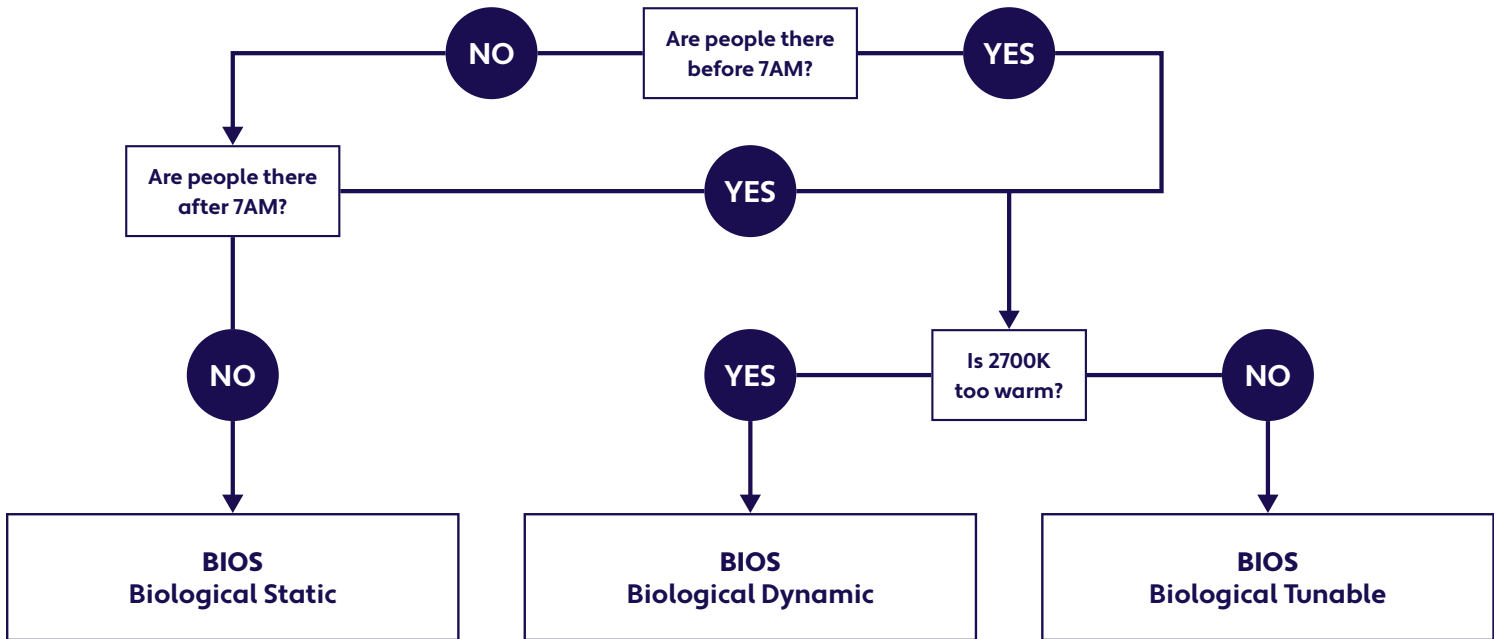 NO
Are people there
before 7AM?
YES
Are people there
after 7AM?
YES
NO
YES
Is 2700K
too warm?
NO
BIOS
Biological Static
BIOS
Biological Dynamic
BIOS
Biological Tunable